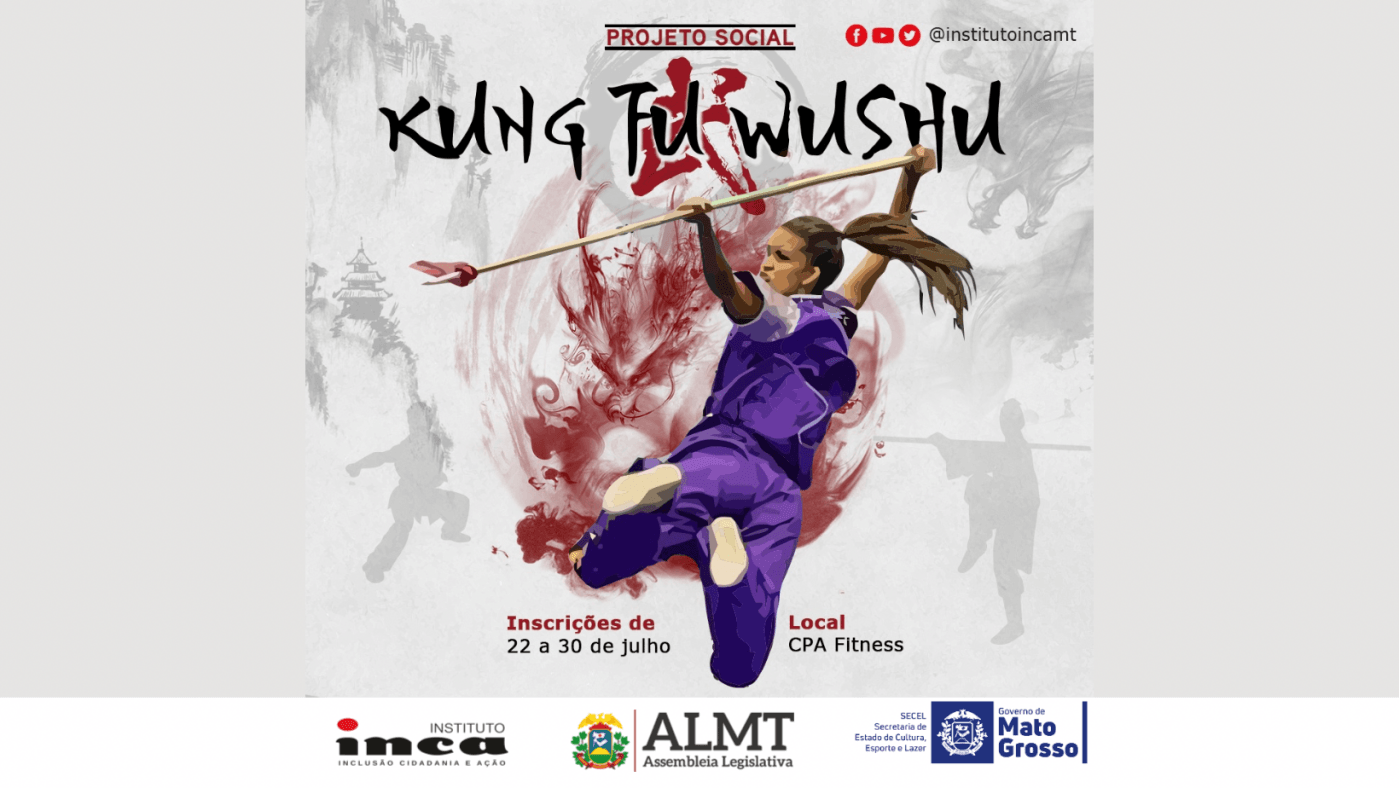 PROJETO SOCIAL
@institutoincamt
武
KUNG FU WUSHU
Inscrições de
22 a 30 de julho
Local
CPA Fitness
INSTITUTO
inca
INCLUSÃO CIDADANIA E AÇÃO
ALMT
Assembleia Legislativa
SECEL
Secretaria de
Estado de Cultura,
Esporte e Lazer
Governo de
Mato
Grosso